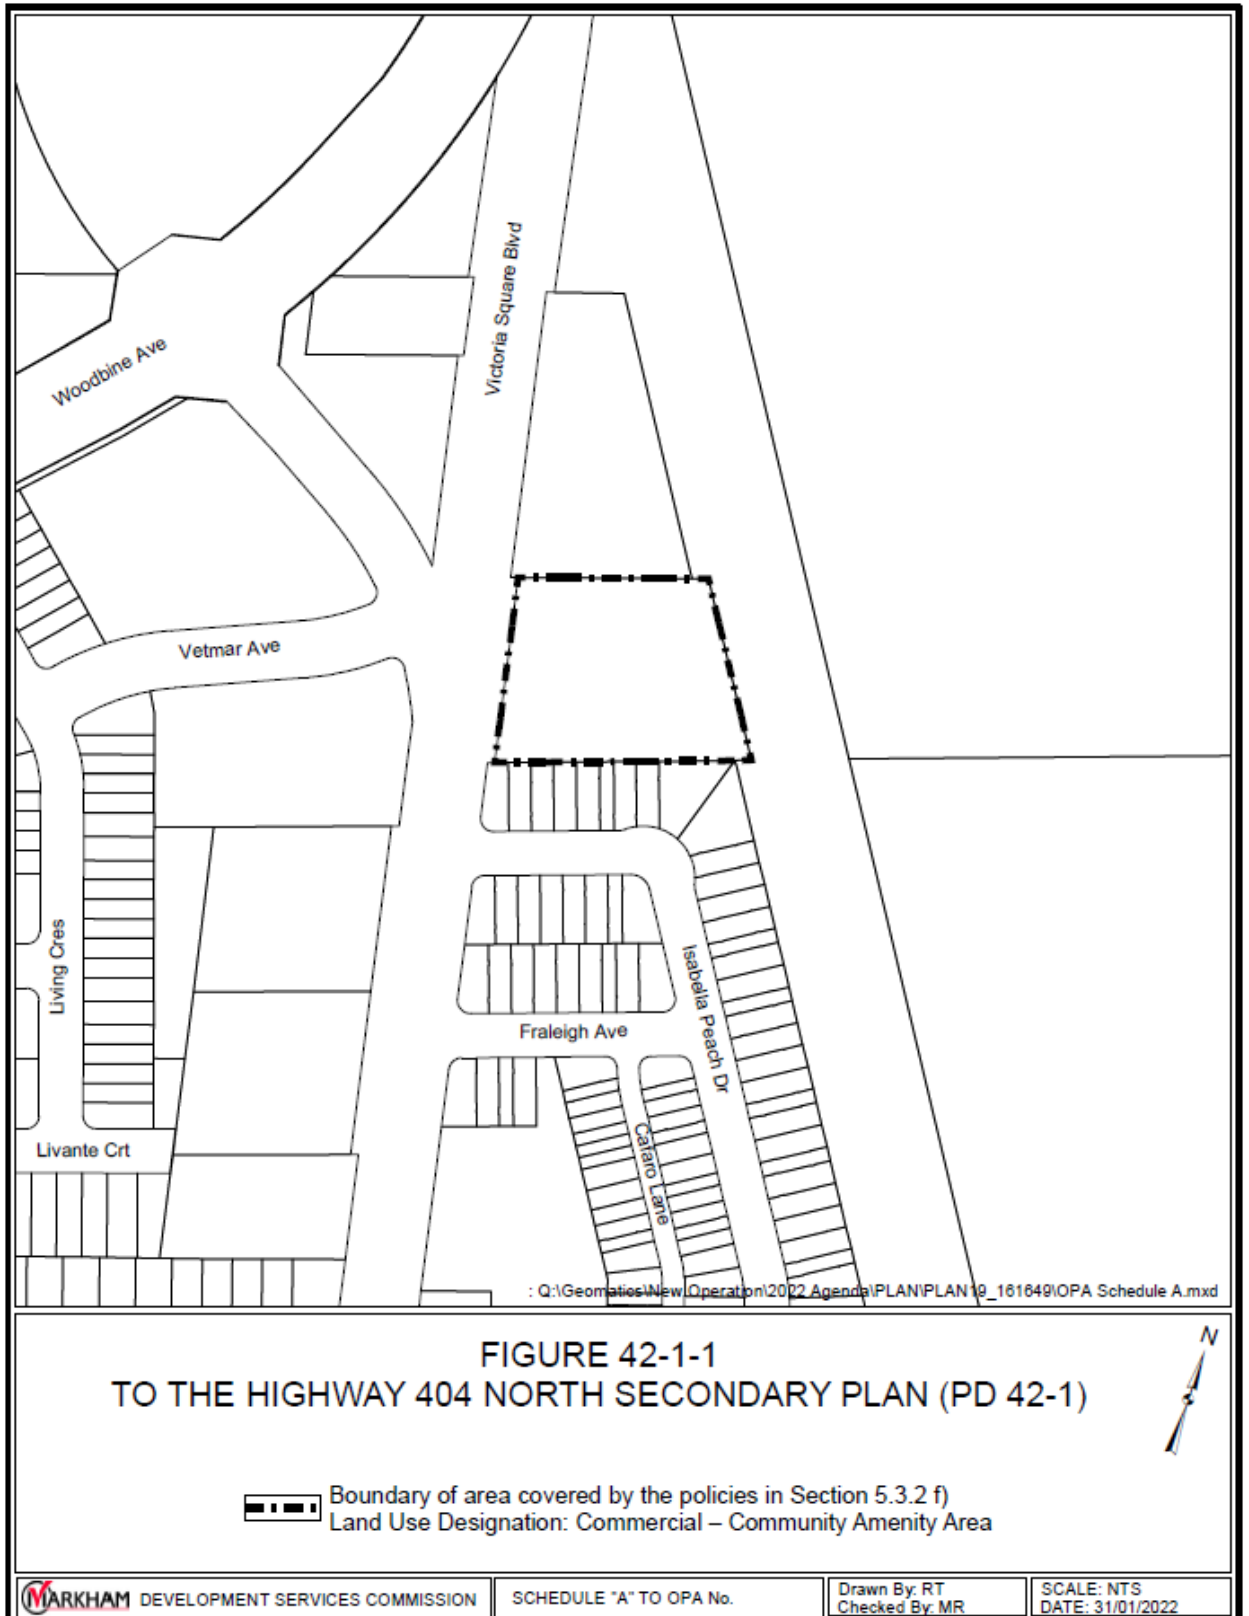 Victoria Square Blvd
Woodbine Ave
Vetmar Ave
Living Cres
Isabella Peach Dr
Fraleigh Ave
Cafaro Lane
Livante Crt
: Q:\Geomatics\New Operation\2022 Agenda\PLAN\PLAN19_161649\OPA Schedule A.mxd
FIGURE 42-1-1
TO THE HIGHWAY 404 NORTH SECONDARY PLAN (PD 42-1)
N
Boundary of area covered by the policies in Section 5.3.2 f)
Land Use Designation: Commercial – Community Amenity Area
MARKHAM DEVELOPMENT SERVICES COMMISSION
SCHEDULE "A" TO OPA No.
Drawn By: RT
Checked By: MR
SCALE: NTS
DATE: 31/01/2022